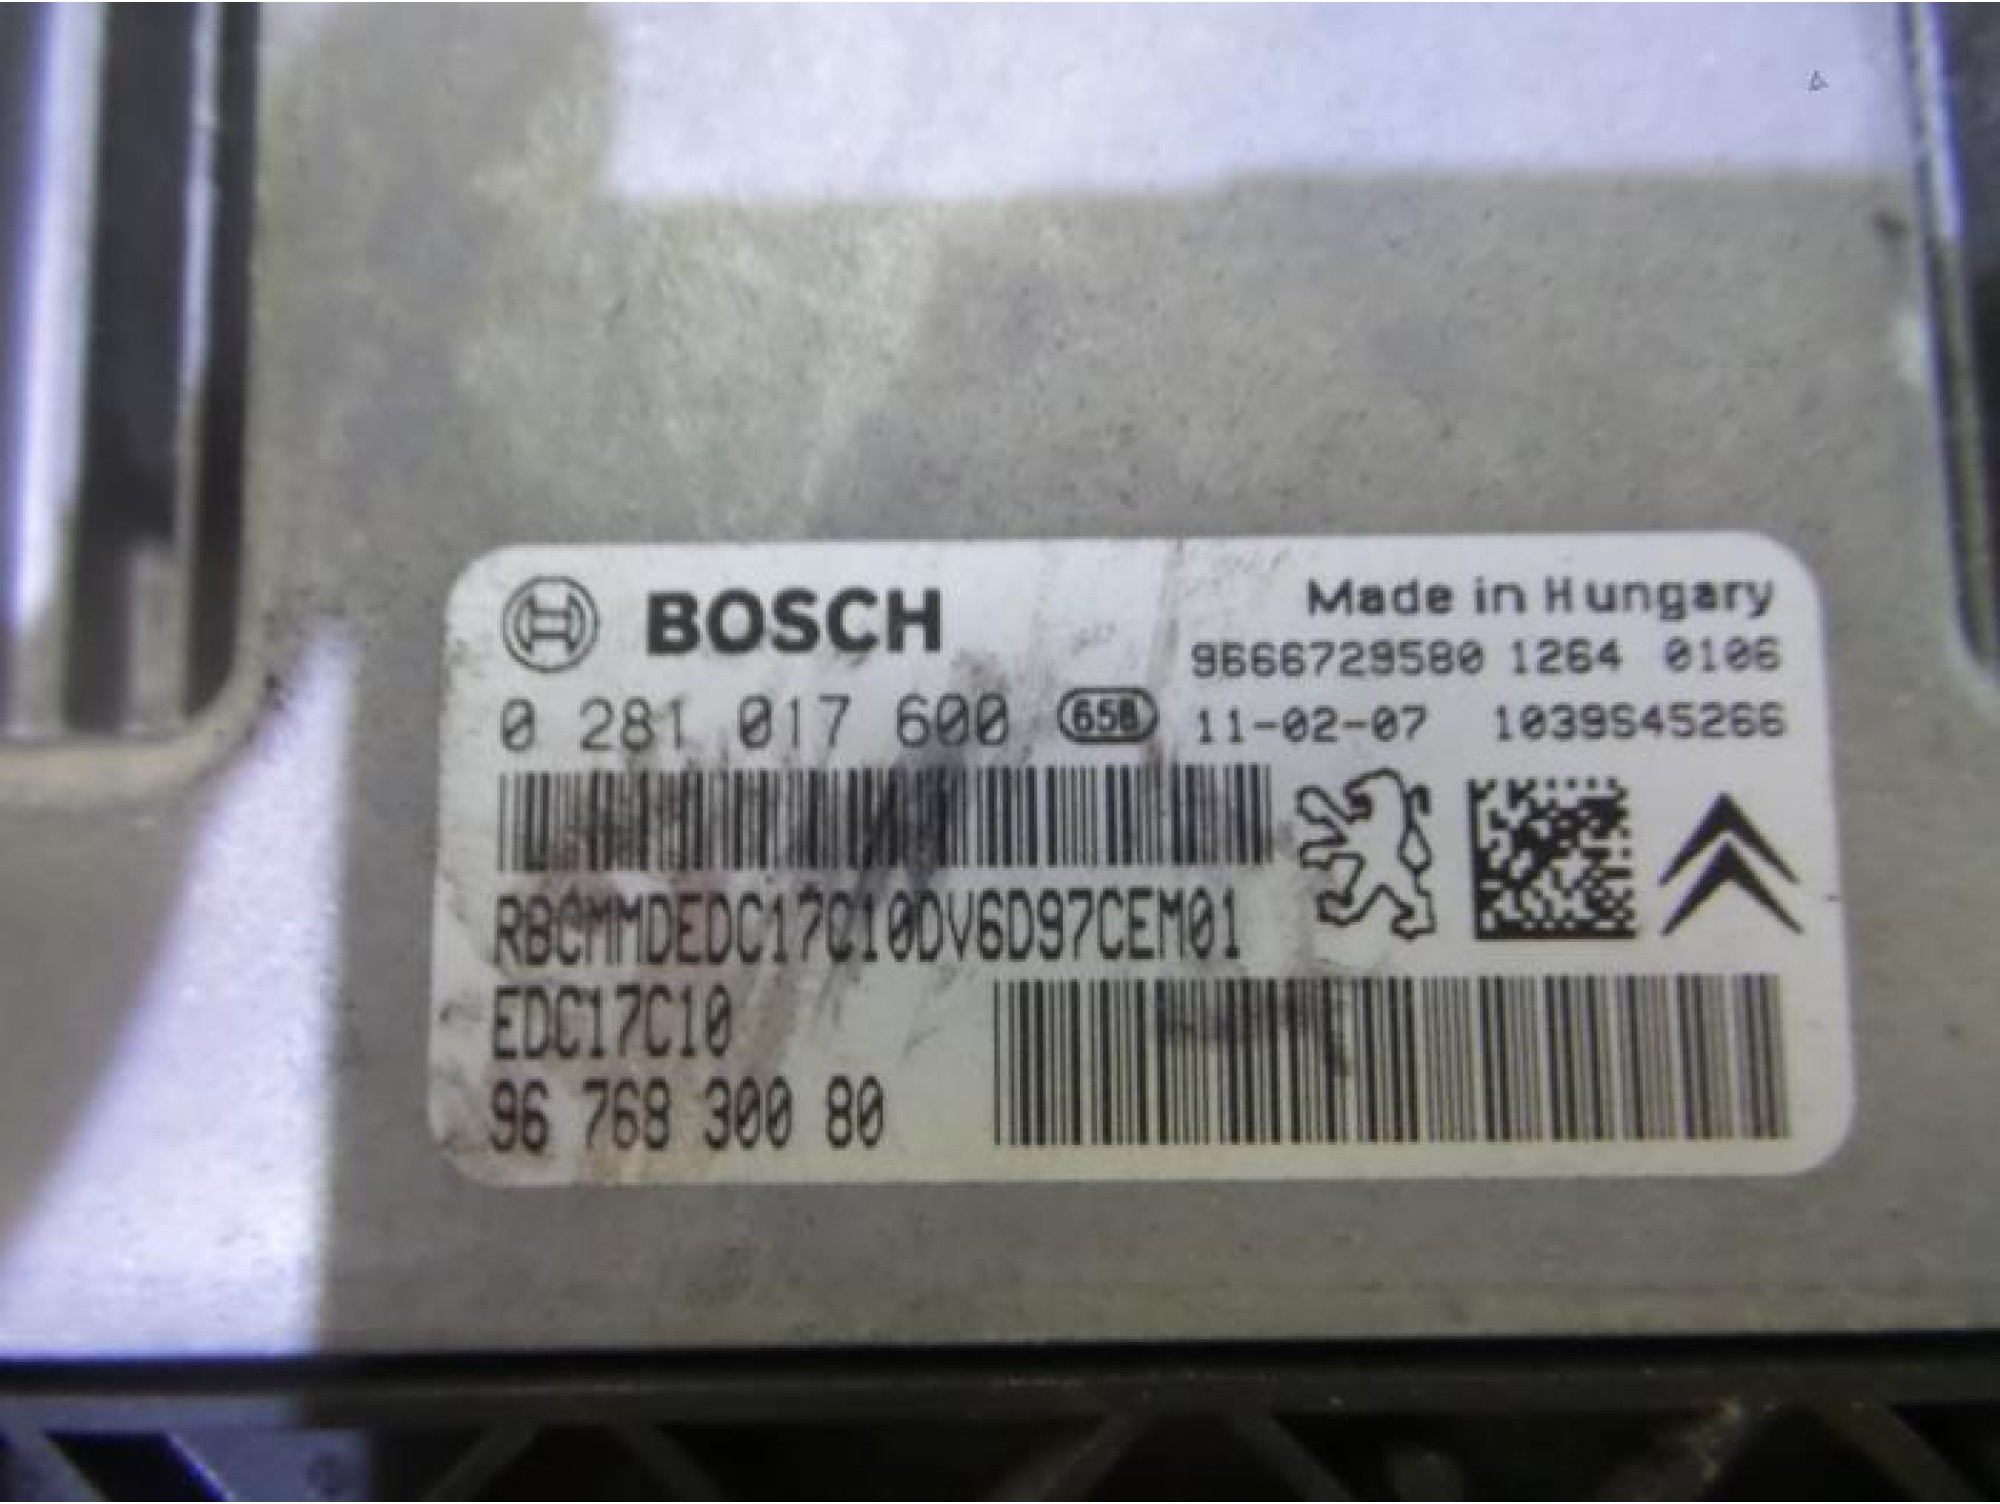 BOSCH
Made in Hungary
9666729580 1264 0106
0 281 017 600 658 11-02-07 1039S45266
RBCMMDEDC17C10DV6D97CEM01
EDC17C10
96 768 300 80